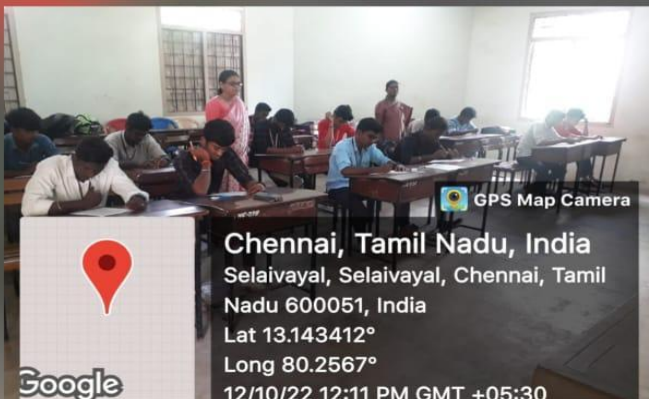 GPS Map Camera
Chennai, Tamil Nadu, India
Selaivayal, Selaivayal, Chennai, Tamil
Nadu 600051, India
Lat 13.143412°
Long 80.2567°
12/10/22 12:11 PM GMT +05:30
Google